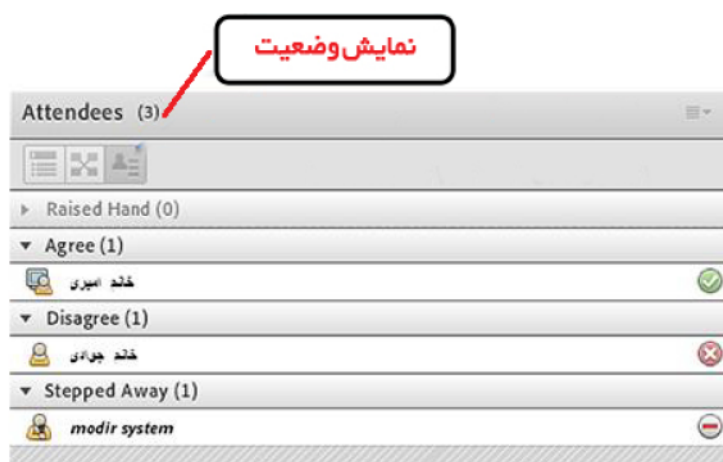 نمایش وضعیت
Attendees (3)
Raised Hand (0)
Agree (1)
خانم امیری
Disagree (1)
خانم جوادی
Stepped Away (1)
modir system